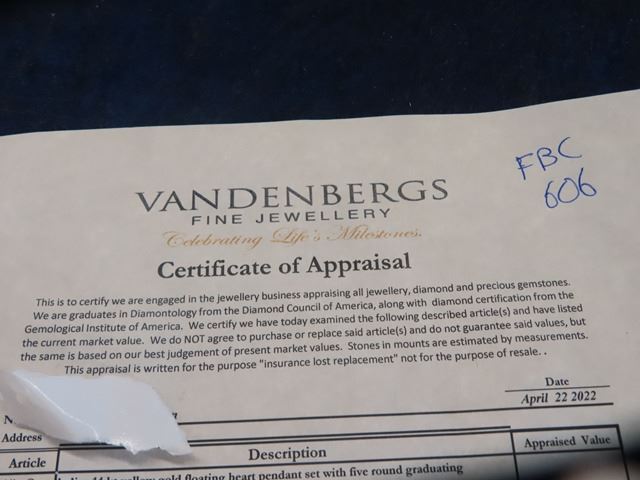 FBC
606
VANDENBERGS
FINE JEWELLERY
Celebrating Life's Milestones.
Certificate of Appraisal
This is to certify we are engaged in the jewellery business appraising all jewellery, diamond and precious gemstones.
We are graduates in Diamontology from the Diamond Council of America, along with diamond certification from the
Gemological Institute of America. We certify we have today examined the following described article(s) and have listed
the current market value. We do NOT agree to purchase or replace said article(s) and do not guarantee said values, but
the same is based on our best judgement of present market values. Stones in mounts are estimated by measurements.
This appraisal is written for the purpose "insurance lost replacement" not for the purpose of resale. .
Date
April 22 2022
Address
Article Description Appraised Value
gold floating heart pendant set with five round graduating